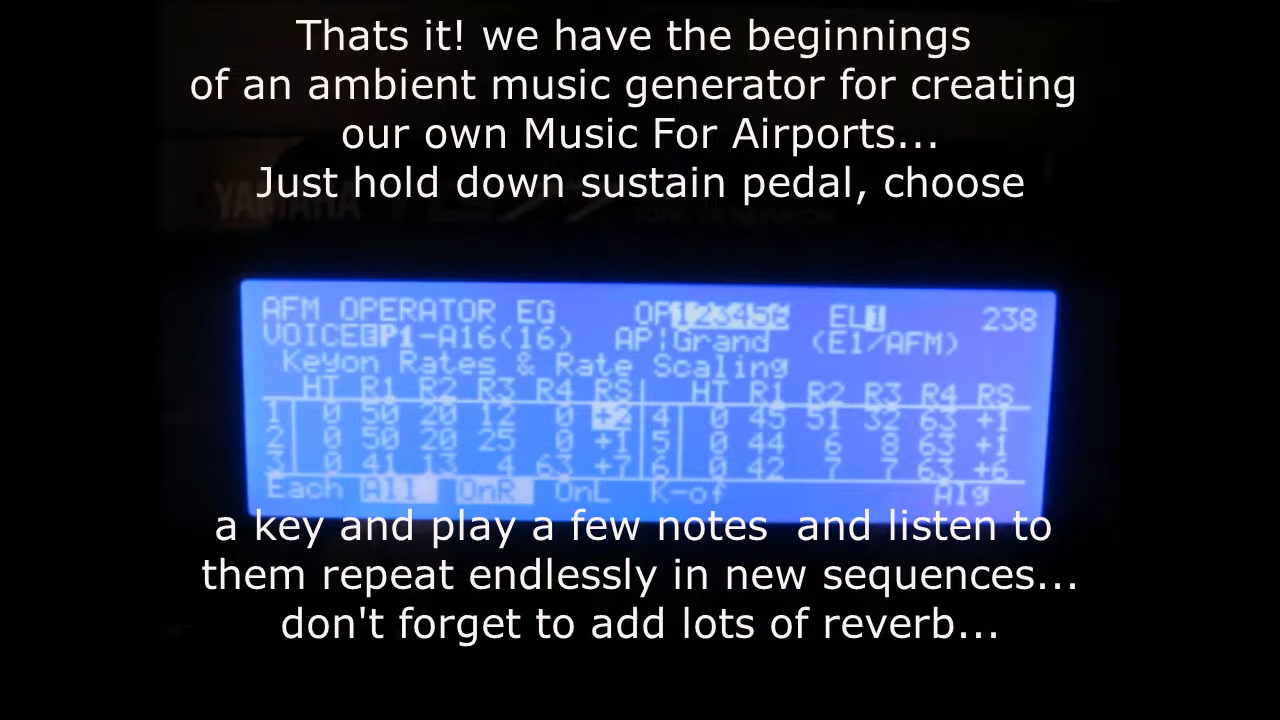 Thats it! we have the beginnings
of an ambient music generator for creating
our own Music For Airports...
Just hold down sustain pedal, choose
YAMAHA
AFM OPERATOR EG OP123456 EL1 238
VOICE P1-A16(16) AP¦Grand (E1/AFM)
Keyon Rates & Rate Scaling
HT R1 R2 R3 R4 RS HT R1 R2 R3 R4 RS
1 0 50 20 12 0 +2 4 0 45 51 32 63 +1
2 0 50 20 25 0 +1 5 0 44 6 8 63 +1
3 0 41 13 4 63 +7 6 0 42 7 7 63 +6
Each All OnR OnL K-of Alg
a key and play a few notes and listen to
them repeat endlessly in new sequences...
don't forget to add lots of reverb...